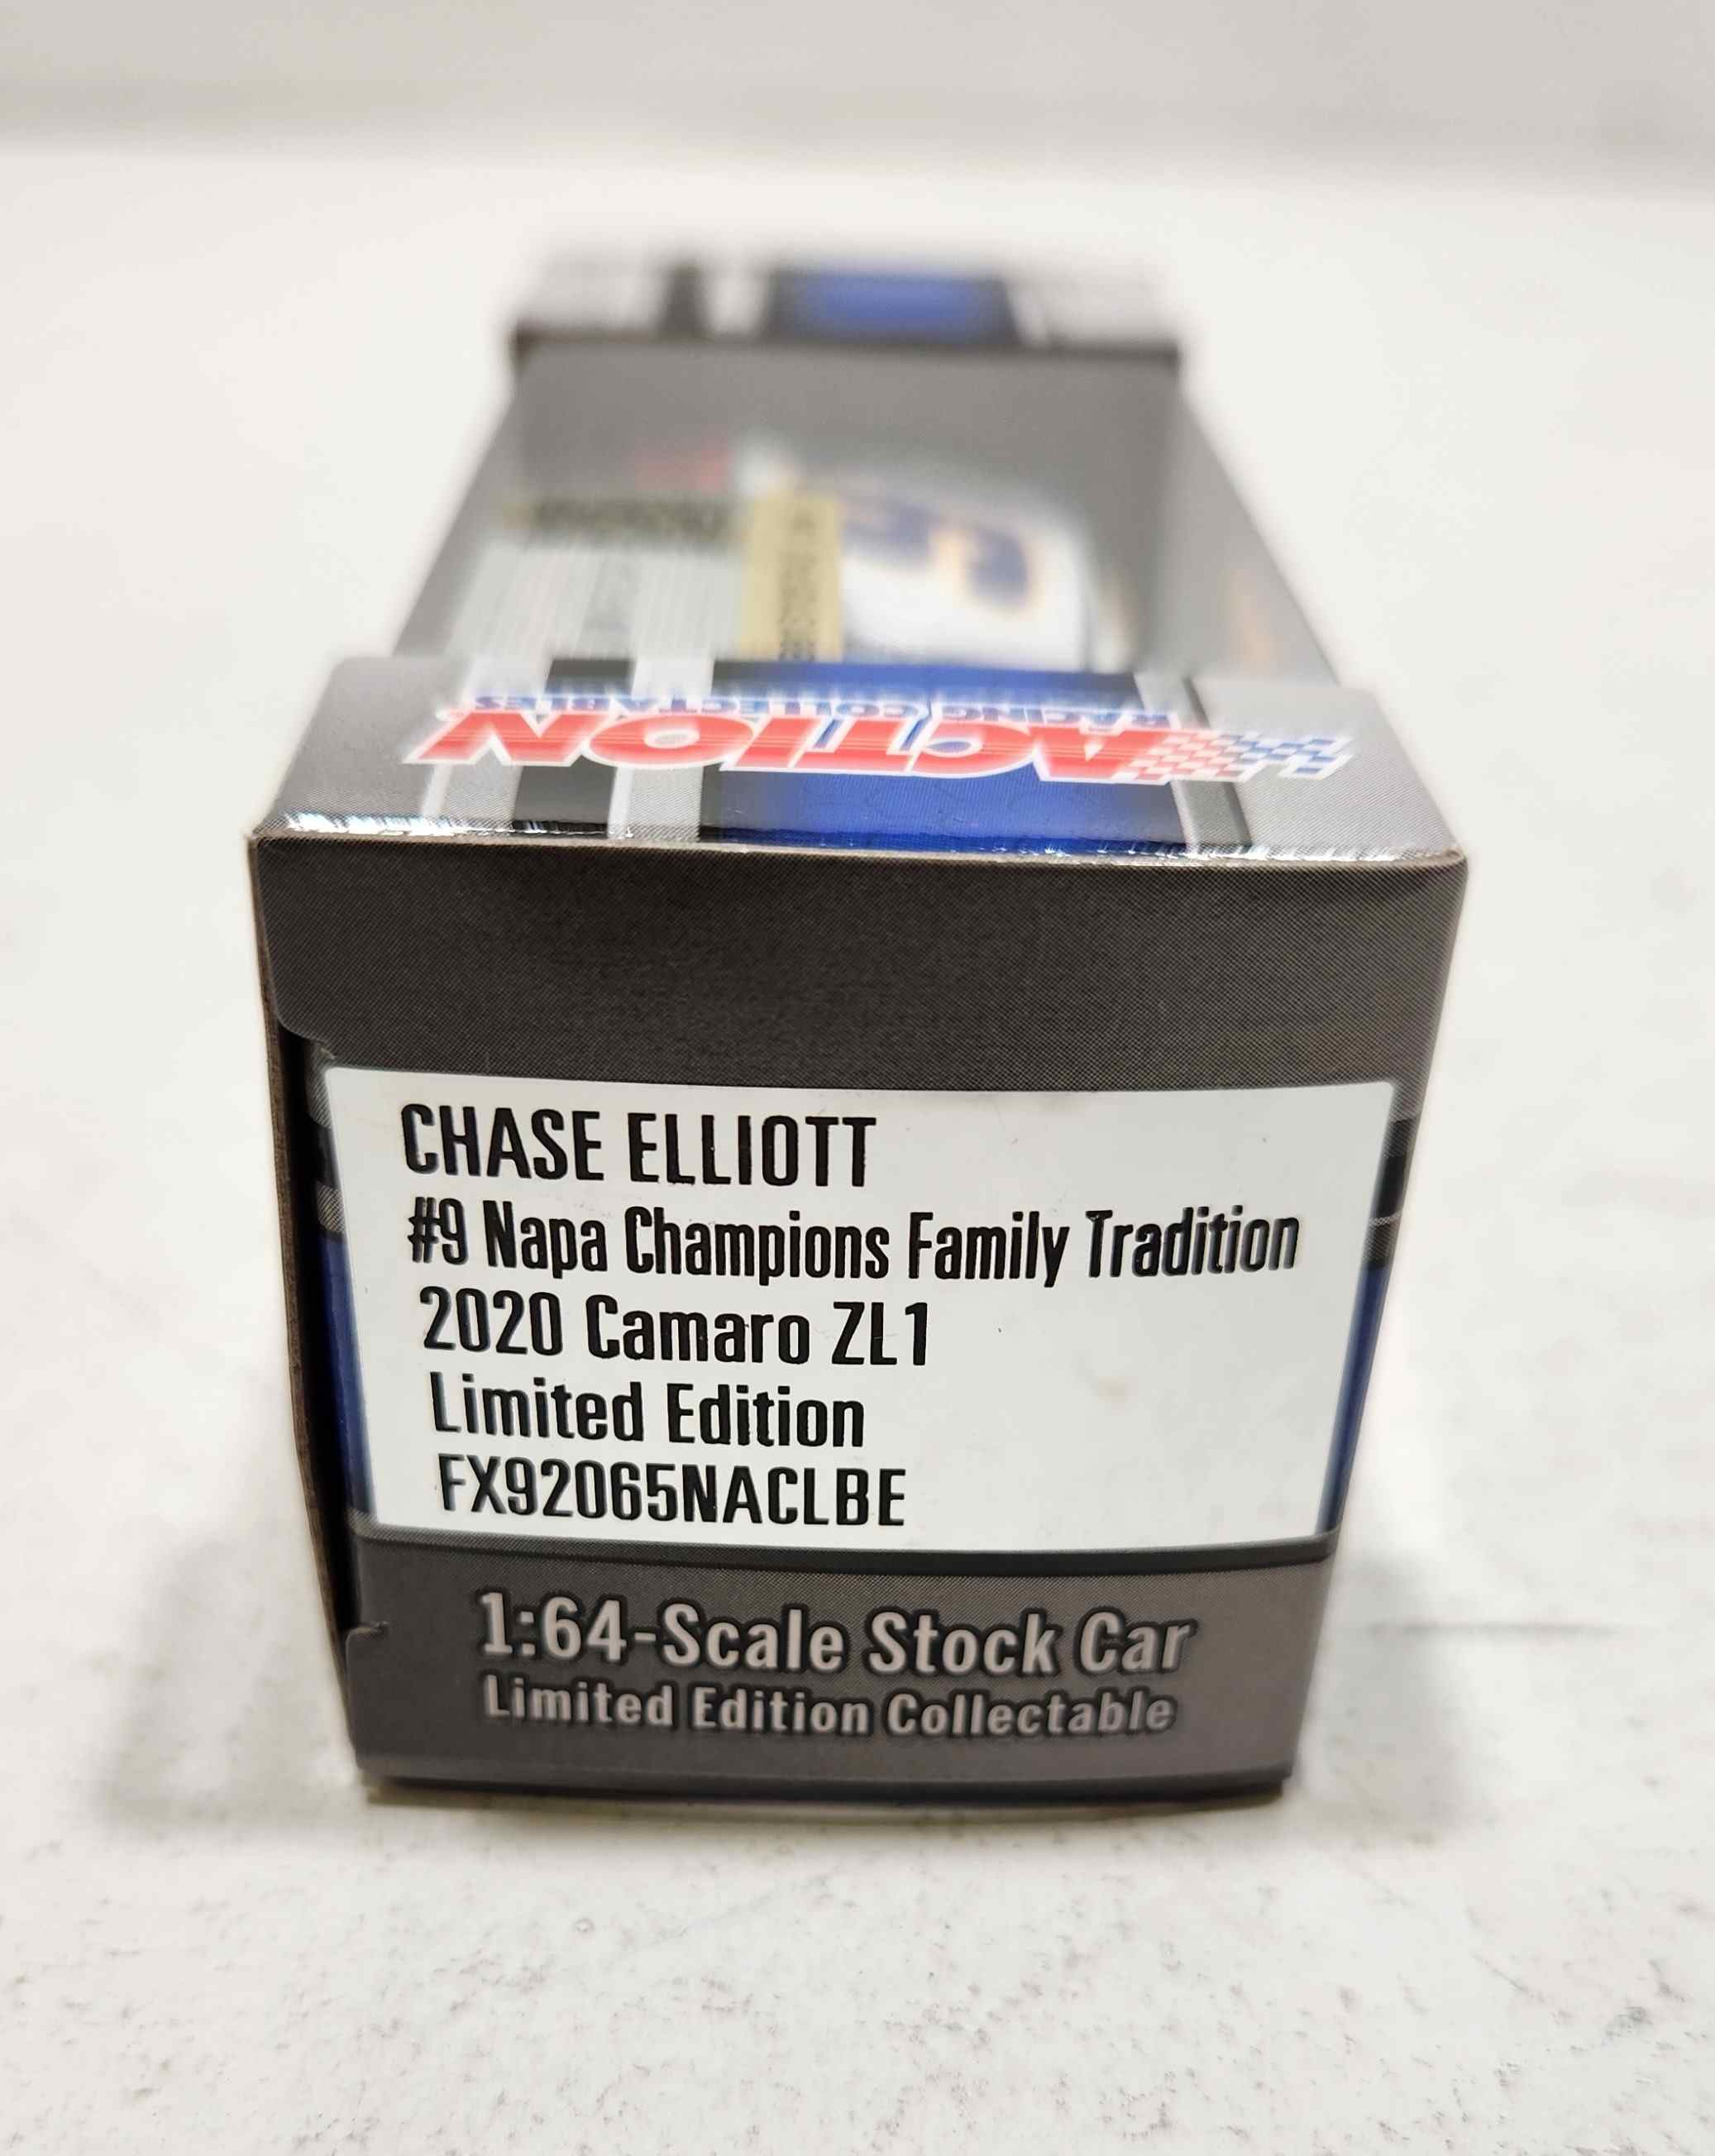 ACTION
RACING COLLECTABLES
CHASE ELLIOTT
#9 Napa Champions Family Tradition
2020 Camaro ZL1
Limited Edition
FX92065NACLBE
1:64-Scale Stock Car
Limited Edition Collectable